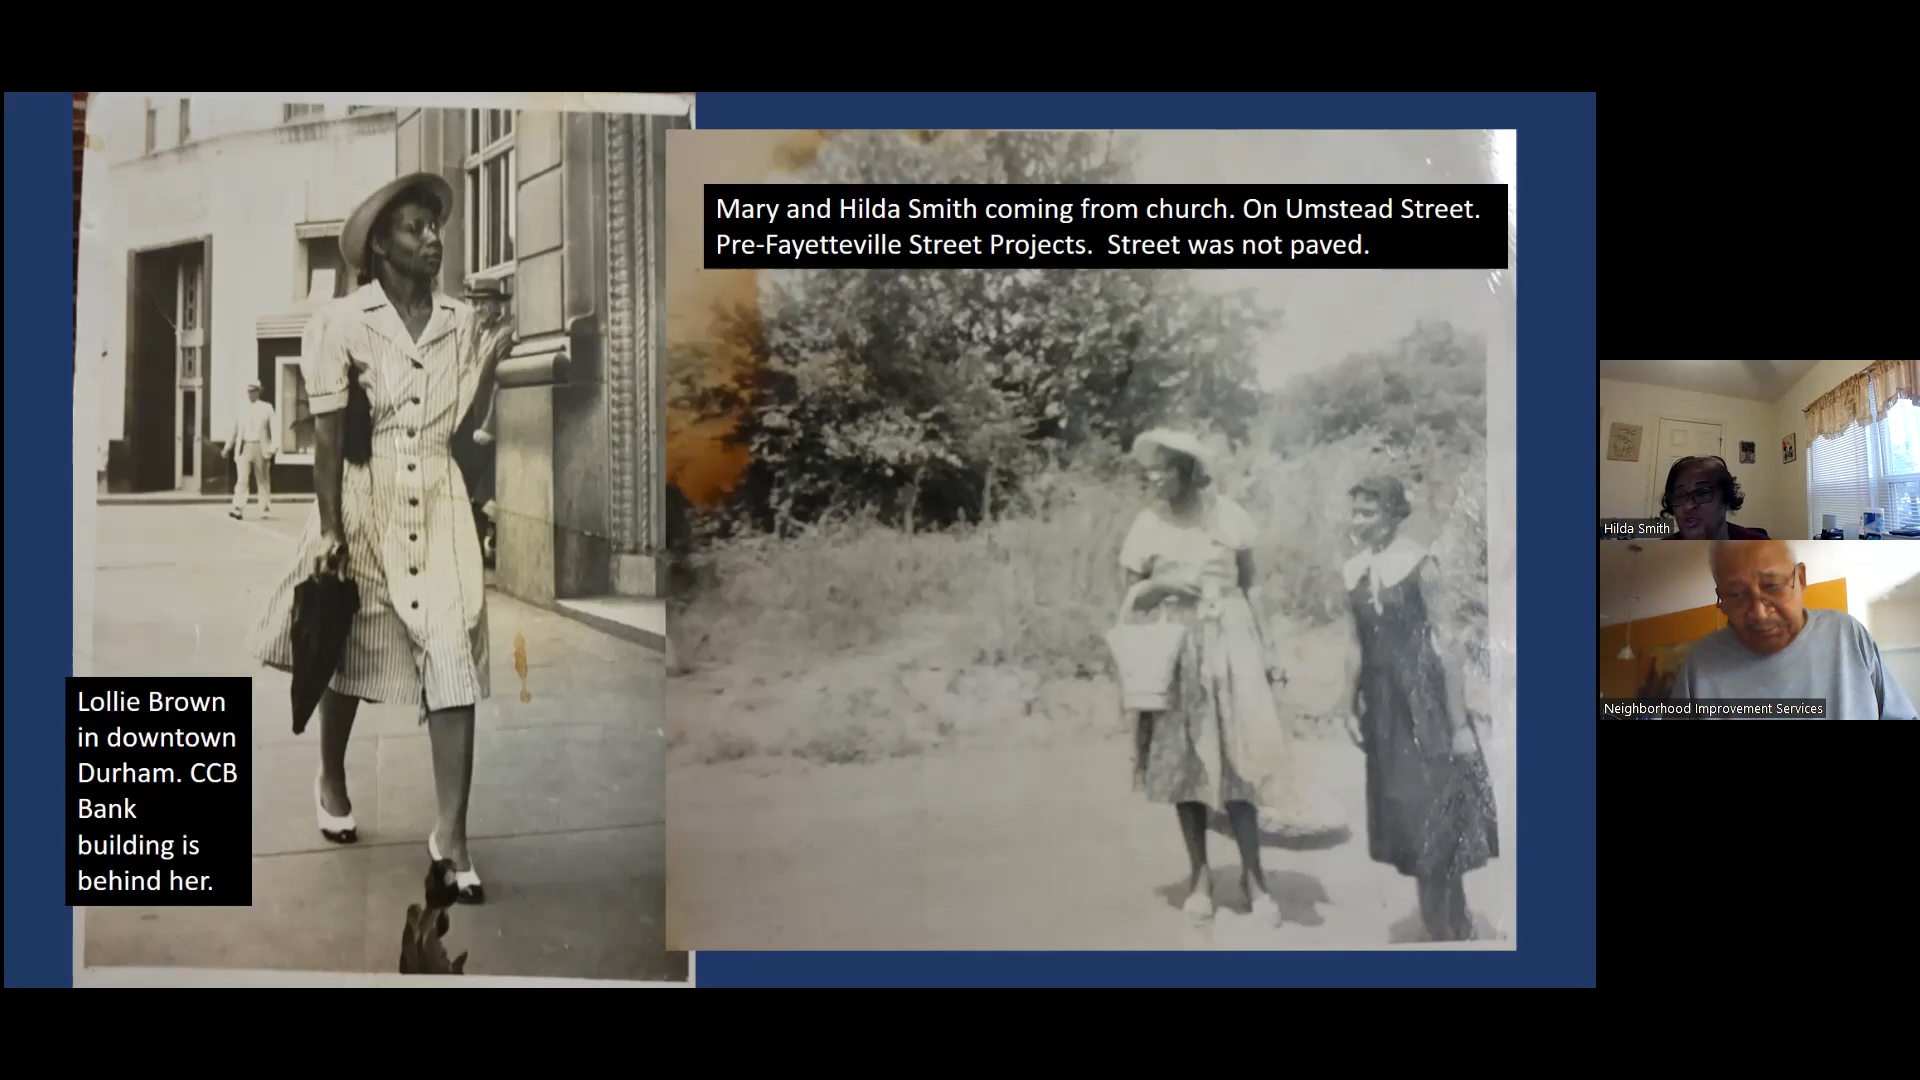 Mary and Hilda Smith coming from church. On Umstead Street.
Pre-Fayetteville Street Projects.  Street was not paved.
Lollie Brown
in downtown
Durham. CCB
Bank
building is
behind her.
Hilda Smith
Neighborhood Improvement Services